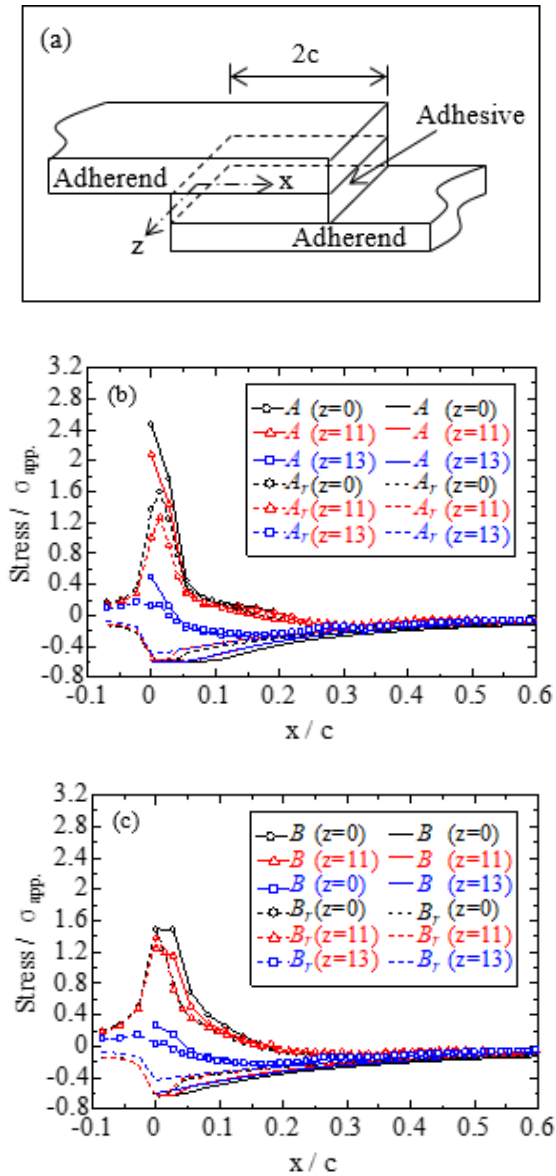 (a)
2c
Adhesive
Adherend
x
z
Adherend
(b)
Stress / σapp.
3.2
2.8
2.4
2.0
1.6
1.2
0.8
0.4
0
-0.4
-0.8
A (z=0) A (z=0)
A (z=11) A (z=11)
A (z=13) A (z=13)
Ar (z=0) Ar (z=0)
Ar (z=11) Ar (z=11)
Ar (z=13) Ar (z=13)
-0.1 0 0.1 0.2 0.3 0.4 0.5 0.6
x / c
(c)
Stress / σapp.
3.2
2.8
2.4
2.0
1.6
1.2
0.8
0.4
0
-0.4
-0.8
B (z=0) B (z=0)
B (z=11) B (z=11)
B (z=0) B (z=13)
Br (z=0) Br (z=0)
Br (z=11) Br (z=11)
Br (z=13) Br (z=13)
-0.1 0 0.1 0.2 0.3 0.4 0.5 0.6
x / c